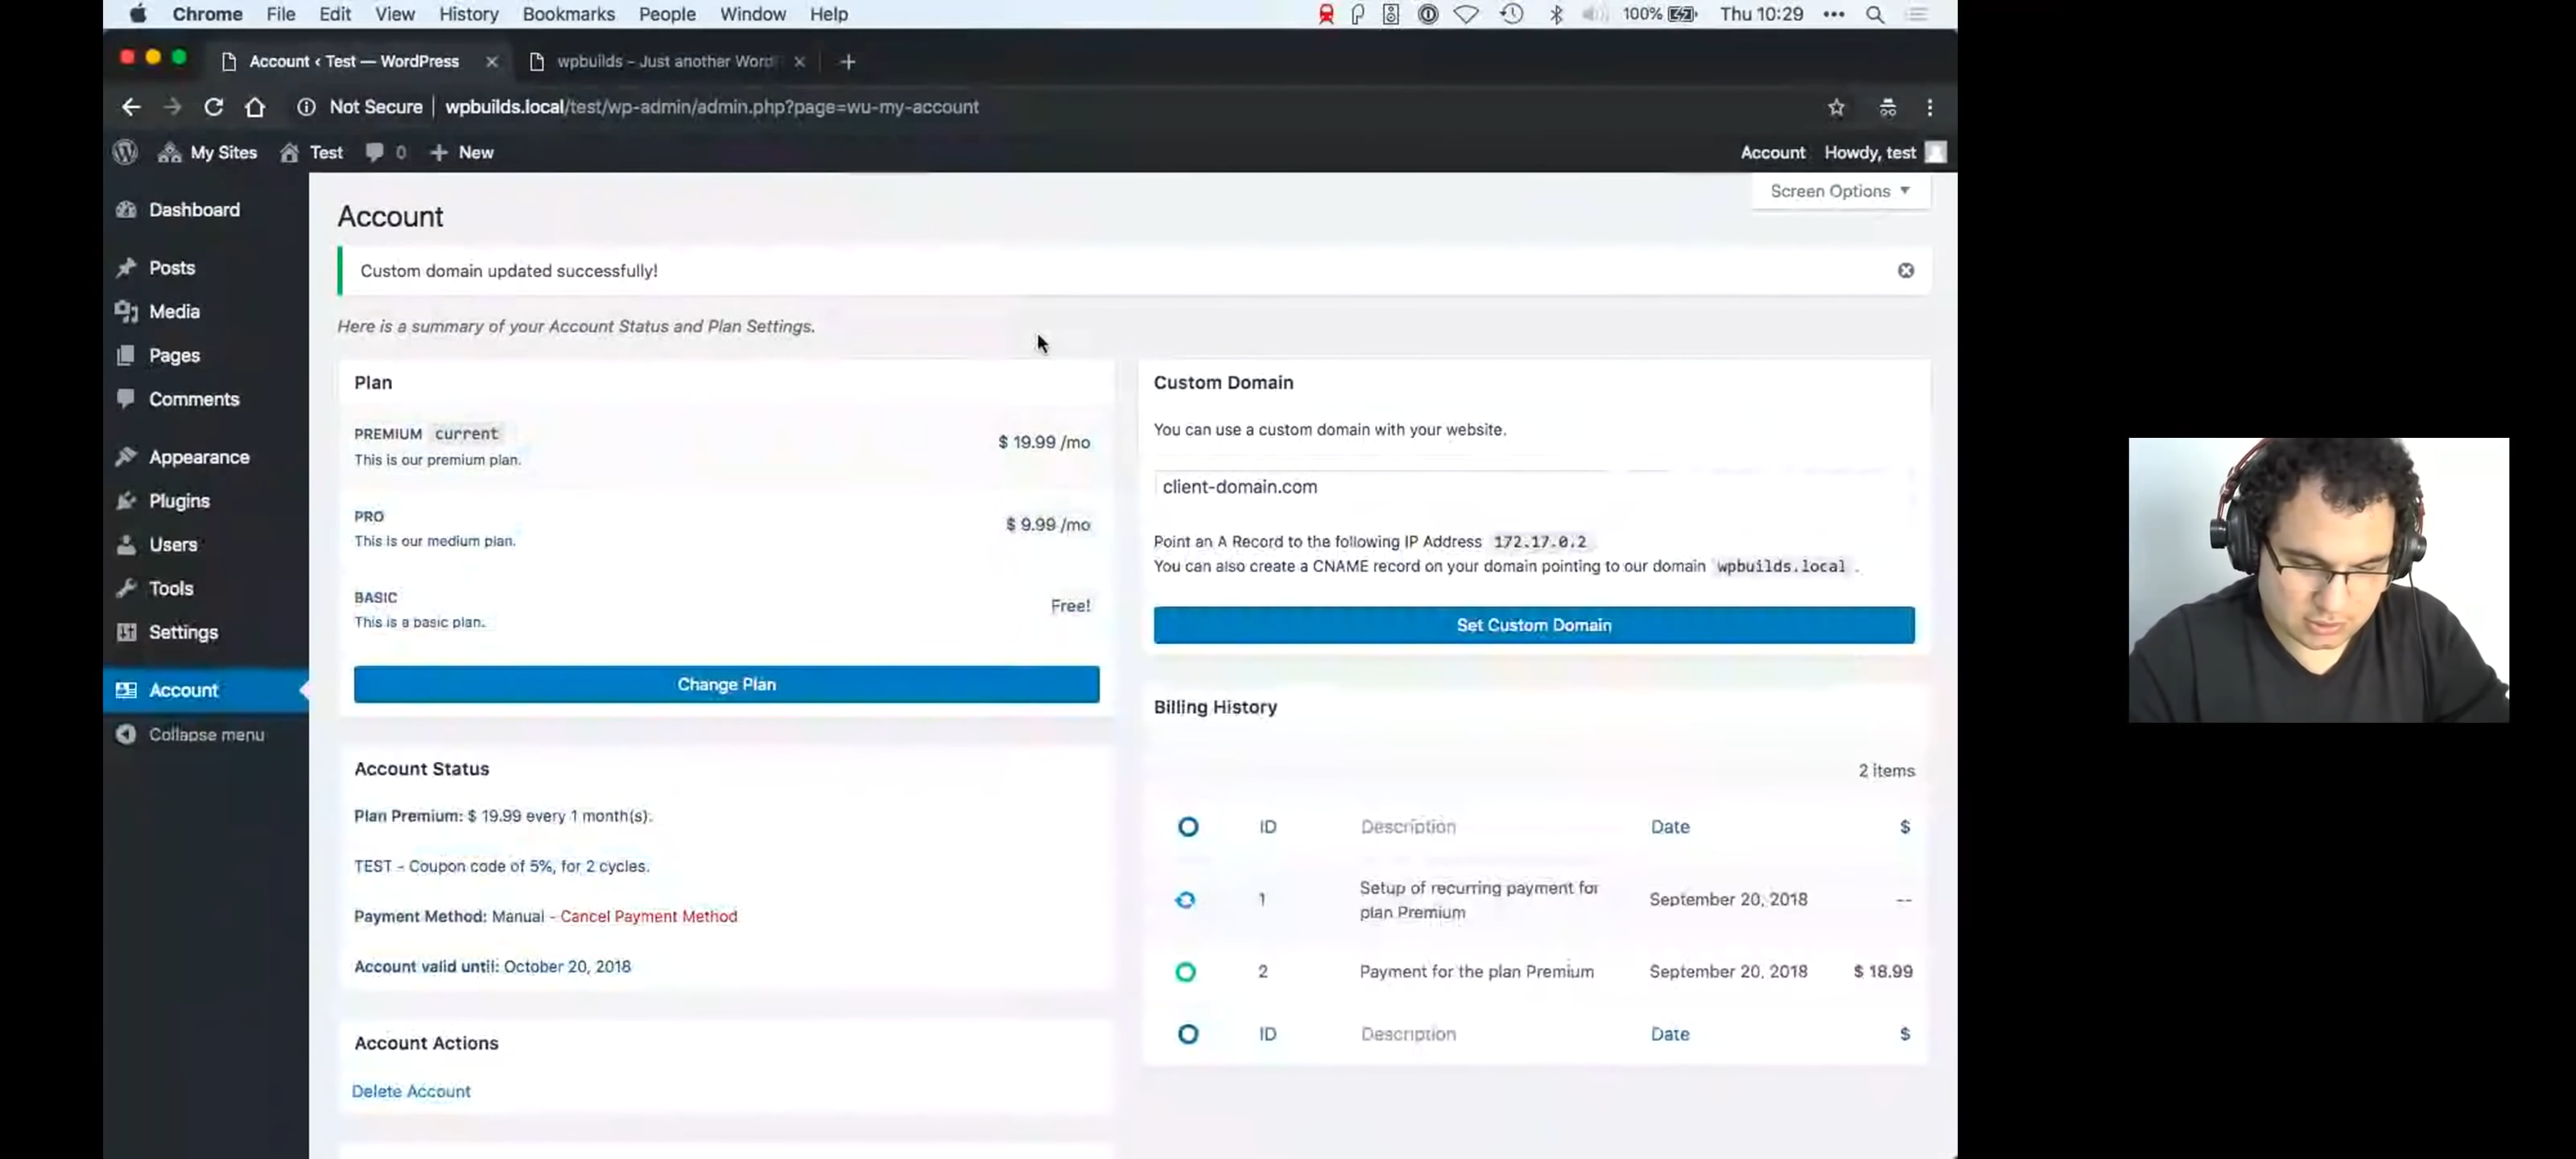 Chrome File Edit View History Bookmarks People Window Help
100% Thu 10:29
Account ‹ Test — WordPress
wpbuilds – Just another Word
Not Secure | wpbuilds.local/test/wp-admin/admin.php?page=wu-my-account
My Sites Test 0 + New
Account Howdy, test
Screen Options
Dashboard
Posts
Media
Pages
Comments
Appearance
Plugins
Users
Tools
Settings
Account
Collapse menu
Account
Custom domain updated successfully!
Here is a summary of your Account Status and Plan Settings.
Plan
PREMIUM current
$ 19.99 /mo
This is our premium plan.
PRO
$ 9.99 /mo
This is our medium plan.
BASIC
Free!
This is a basic plan.
Change Plan
Account Status
Plan Premium: $ 19.99 every 1 month(s).
TEST - Coupon code of 5%, for 2 cycles.
Payment Method: Manual - Cancel Payment Method
Account valid until: October 20, 2018
Account Actions
Delete Account
Custom Domain
You can use a custom domain with your website.
client-domain.com
Point an A Record to the following IP Address 172.17.0.2
You can also create a CNAME record on your domain pointing to our domain wpbuilds.local .
Set Custom Domain
Billing History
2 items
ID Description Date $
1 Setup of recurring payment for September 20, 2018 --
plan Premium
2 Payment for the plan Premium September 20, 2018 $ 18.99
ID Description Date $